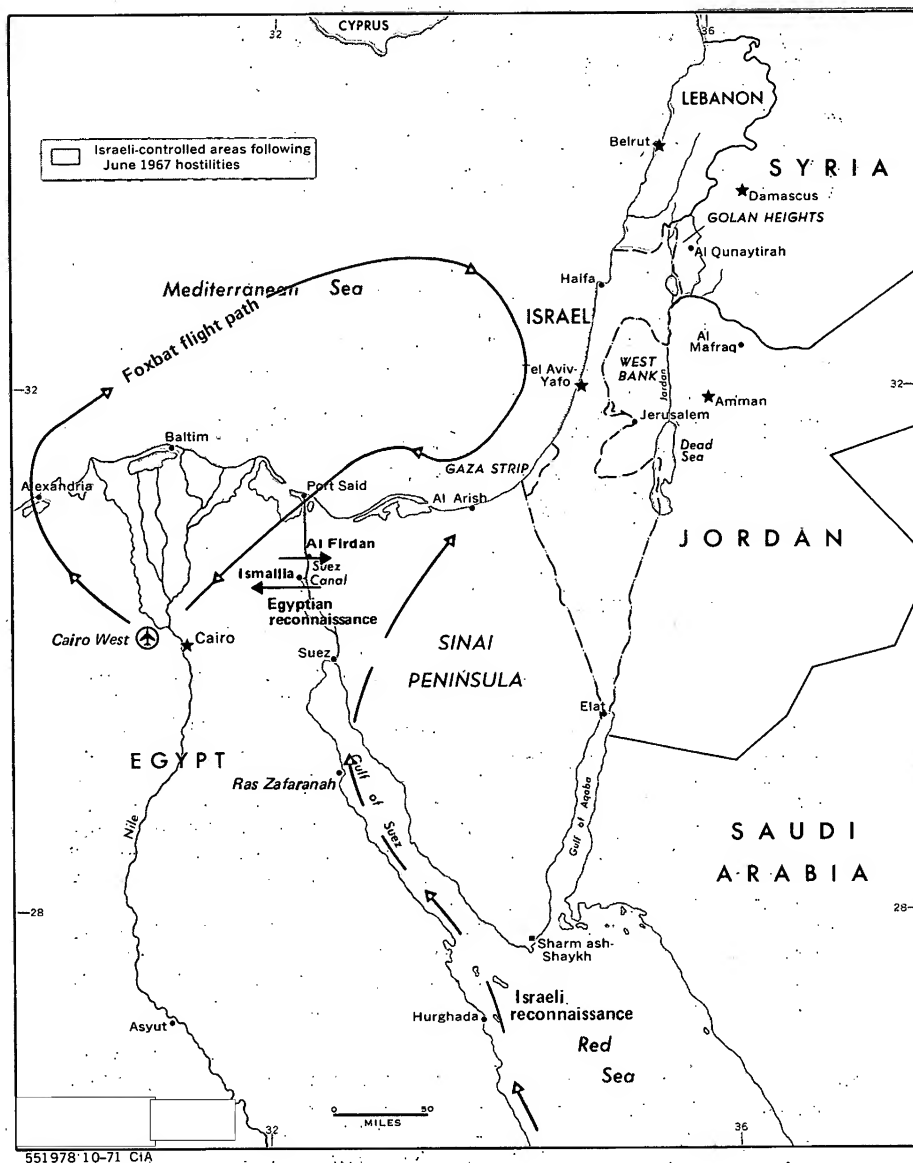 32
CYPRUS
36
LEBANON
Israeli-controlled areas following
June 1967 hostilities
Beirut
SYRIA
Damascus
GOLAN HEIGHTS
Al Qunaytirah
Mediterranean Sea
Haifa
Foxbat flight path
ISRAEL
Al
Mafraq
WEST
BANK
Jordan
32
Tel Aviv-
Yafo
32
Amman
Jerusalem
Baltim
Dead
Sea
GAZA STRIP
Alexandria
Port Said
Al Arish
JORDAN
Al Firdan
Suez
Canal
Ismailia
Egyptian
reconnaissance
Cairo West
Cairo
SINAI
PENINSULA
Suez
Elat
EGYPT
Ras Zafaranah
Gulf of Suez
Gulf of Aqaba
Nile
SAUDI
ARABIA
28
28
Sharm ash-
Shaykh
Israeli
reconnaissance
Hurghada
Asyut
Red
Sea
0 50
MILES
32
36
551978 10-71 CIA